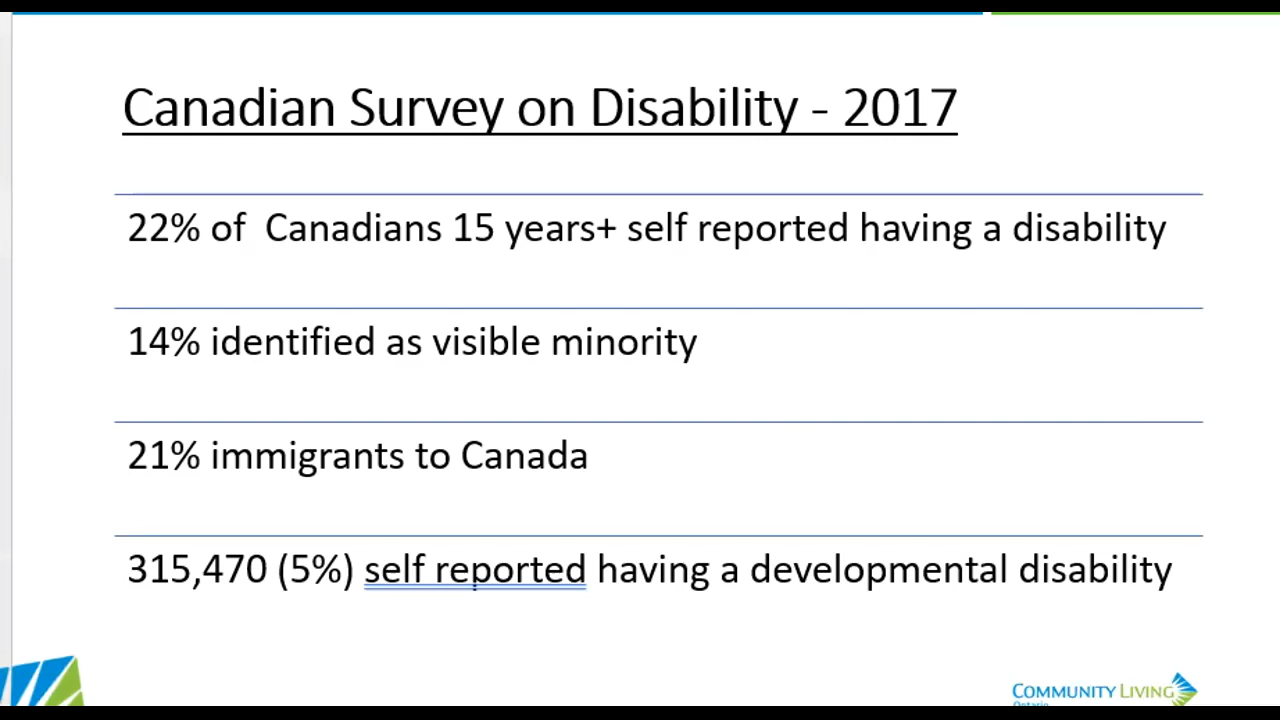 Canadian Survey on Disability - 2017
22% of  Canadians 15 years+ self reported having a disability
14% identified as visible minority
21% immigrants to Canada
315,470 (5%) self reported having a developmental disability
COMMUNITY LIVING
Ontario